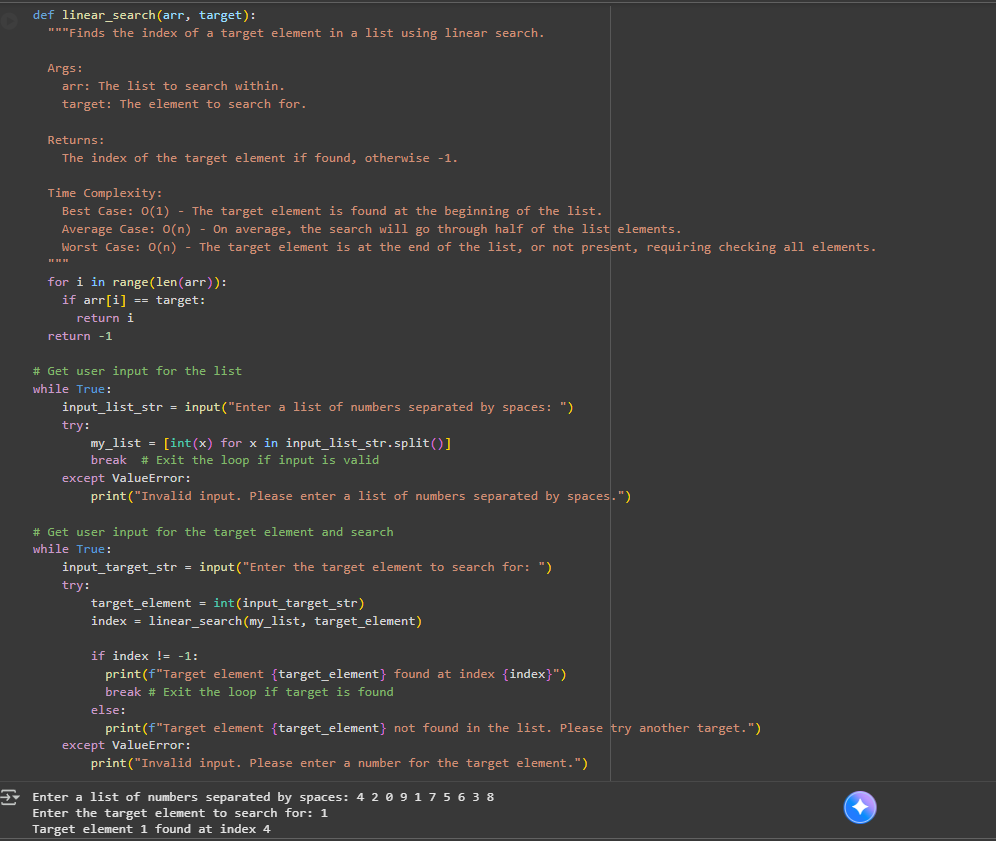 def linear_search(arr, target):
  """Finds the index of a target element in a list using linear search.

  Args:
    arr: The list to search within.
    target: The element to search for.

  Returns:
    The index of the target element if found, otherwise -1.

  Time Complexity:
    Best Case: O(1) - The target element is found at the beginning of the list.
    Average Case: O(n) - On average, the search will go through half of the list elements.
    Worst Case: O(n) - The target element is at the end of the list, or not present, requiring checking all elements.
  """
  for i in range(len(arr)):
    if arr[i] == target:
      return i
  return -1

# Get user input for the list
while True:
    input_list_str = input("Enter a list of numbers separated by spaces: ")
    try:
        my_list = [int(x) for x in input_list_str.split()]
        break  # Exit the loop if input is valid
    except ValueError:
        print("Invalid input. Please enter a list of numbers separated by spaces.")

# Get user input for the target element and search
while True:
    input_target_str = input("Enter the target element to search for: ")
    try:
        target_element = int(input_target_str)
        index = linear_search(my_list, target_element)

        if index != -1:
          print(f"Target element {target_element} found at index {index}")
          break # Exit the loop if target is found
        else:
          print(f"Target element {target_element} not found in the list. Please try another target.")
    except ValueError:
        print("Invalid input. Please enter a number for the target element.")

Enter a list of numbers separated by spaces: 4 2 0 9 1 7 5 6 3 8
Enter the target element to search for: 1
Target element 1 found at index 4